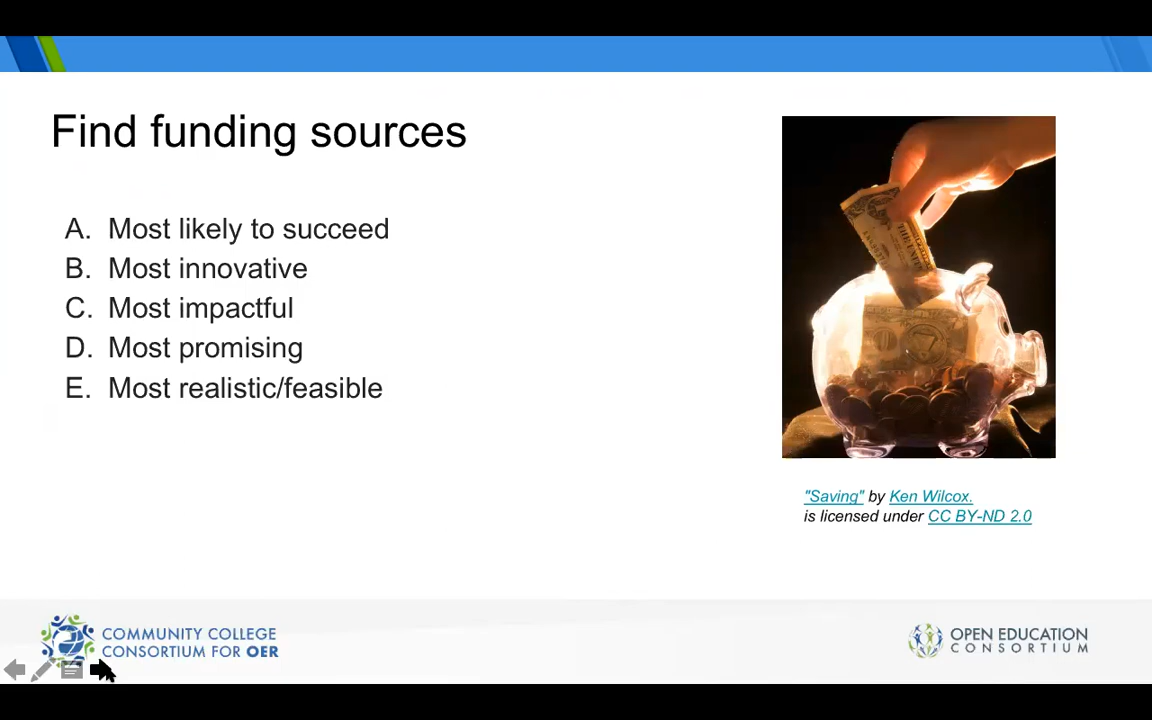 Find funding sources
A. Most likely to succeed
B. Most innovative
C. Most impactful
D. Most promising
E. Most realistic/feasible
"Saving" by Ken Wilcox.
is licensed under CC BY-ND 2.0
COMMUNITY COLLEGE
CONSORTIUM FOR OER
OPEN EDUCATION
CONSORTIUM